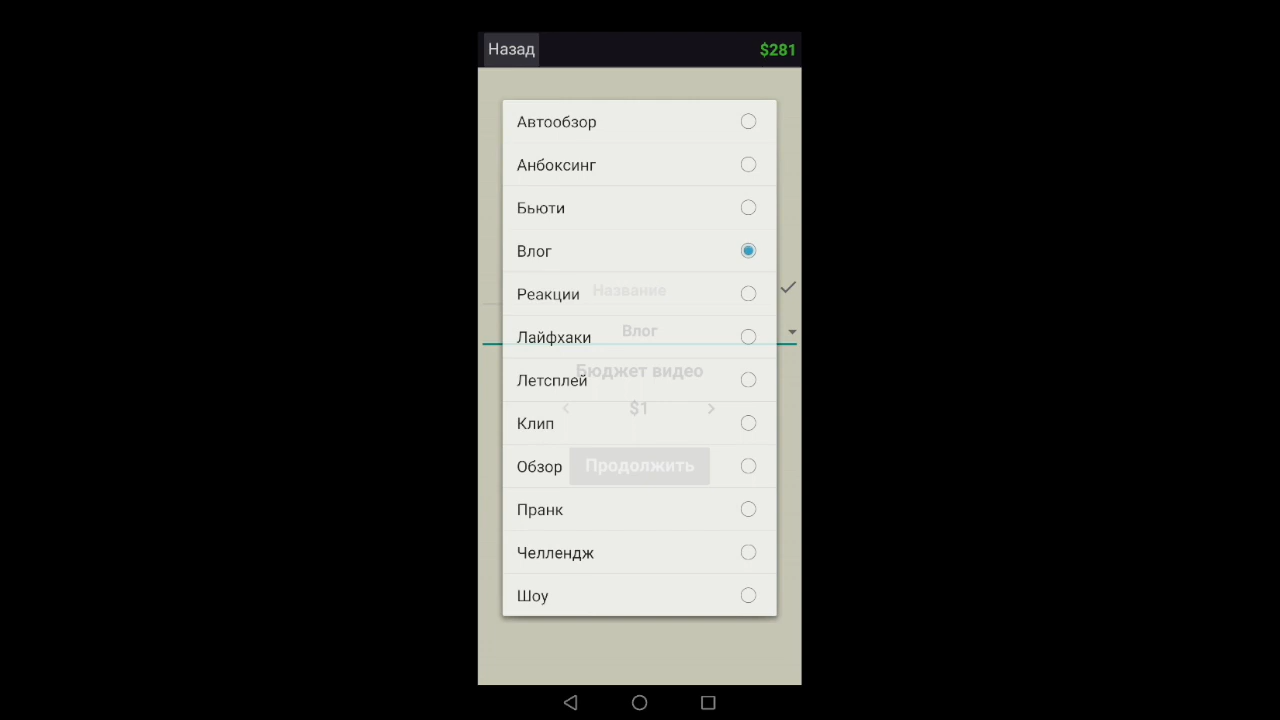 Назад $281
Автообзор
Анбоксинг
Бьюти
Влог
Название
Реакции
Влог
Лайфхаки
Бюджет видео
Летсплей
$1
Клип
Продолжить
Обзор
Пранк
Челлендж
Шоу